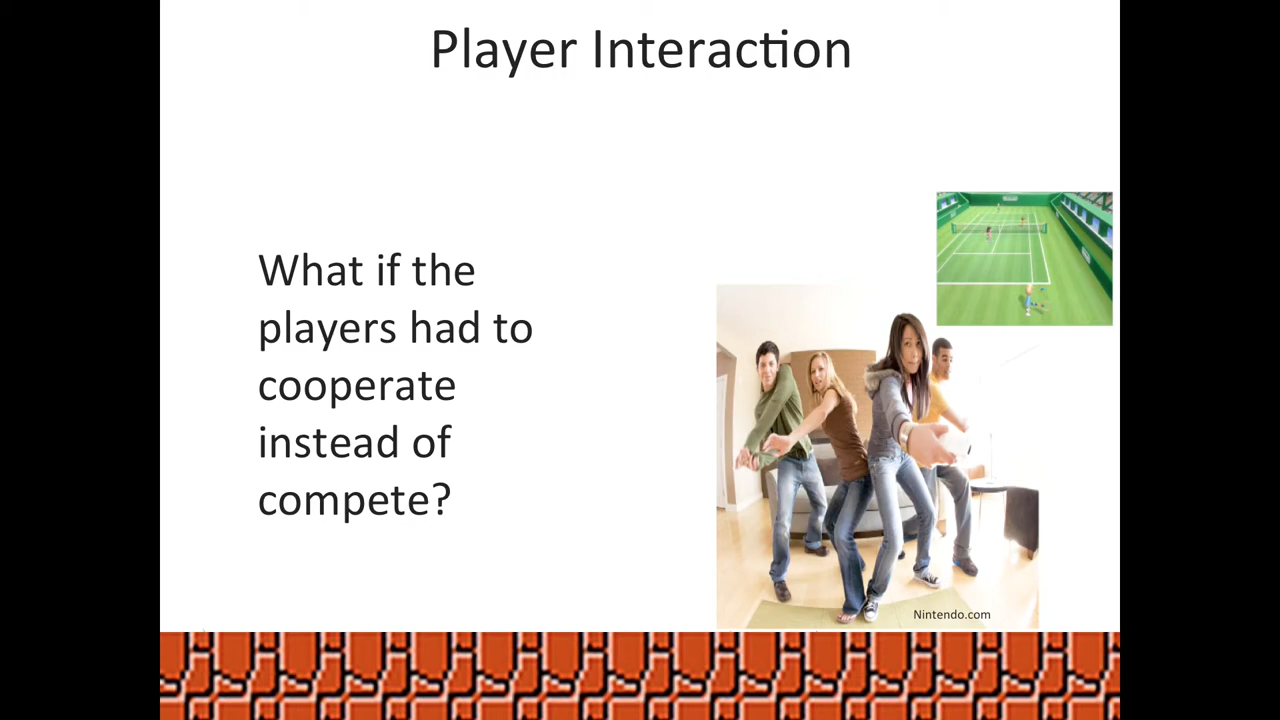 Player Interaction
What if the
players had to
cooperate
instead of
compete?
Nintendo.com